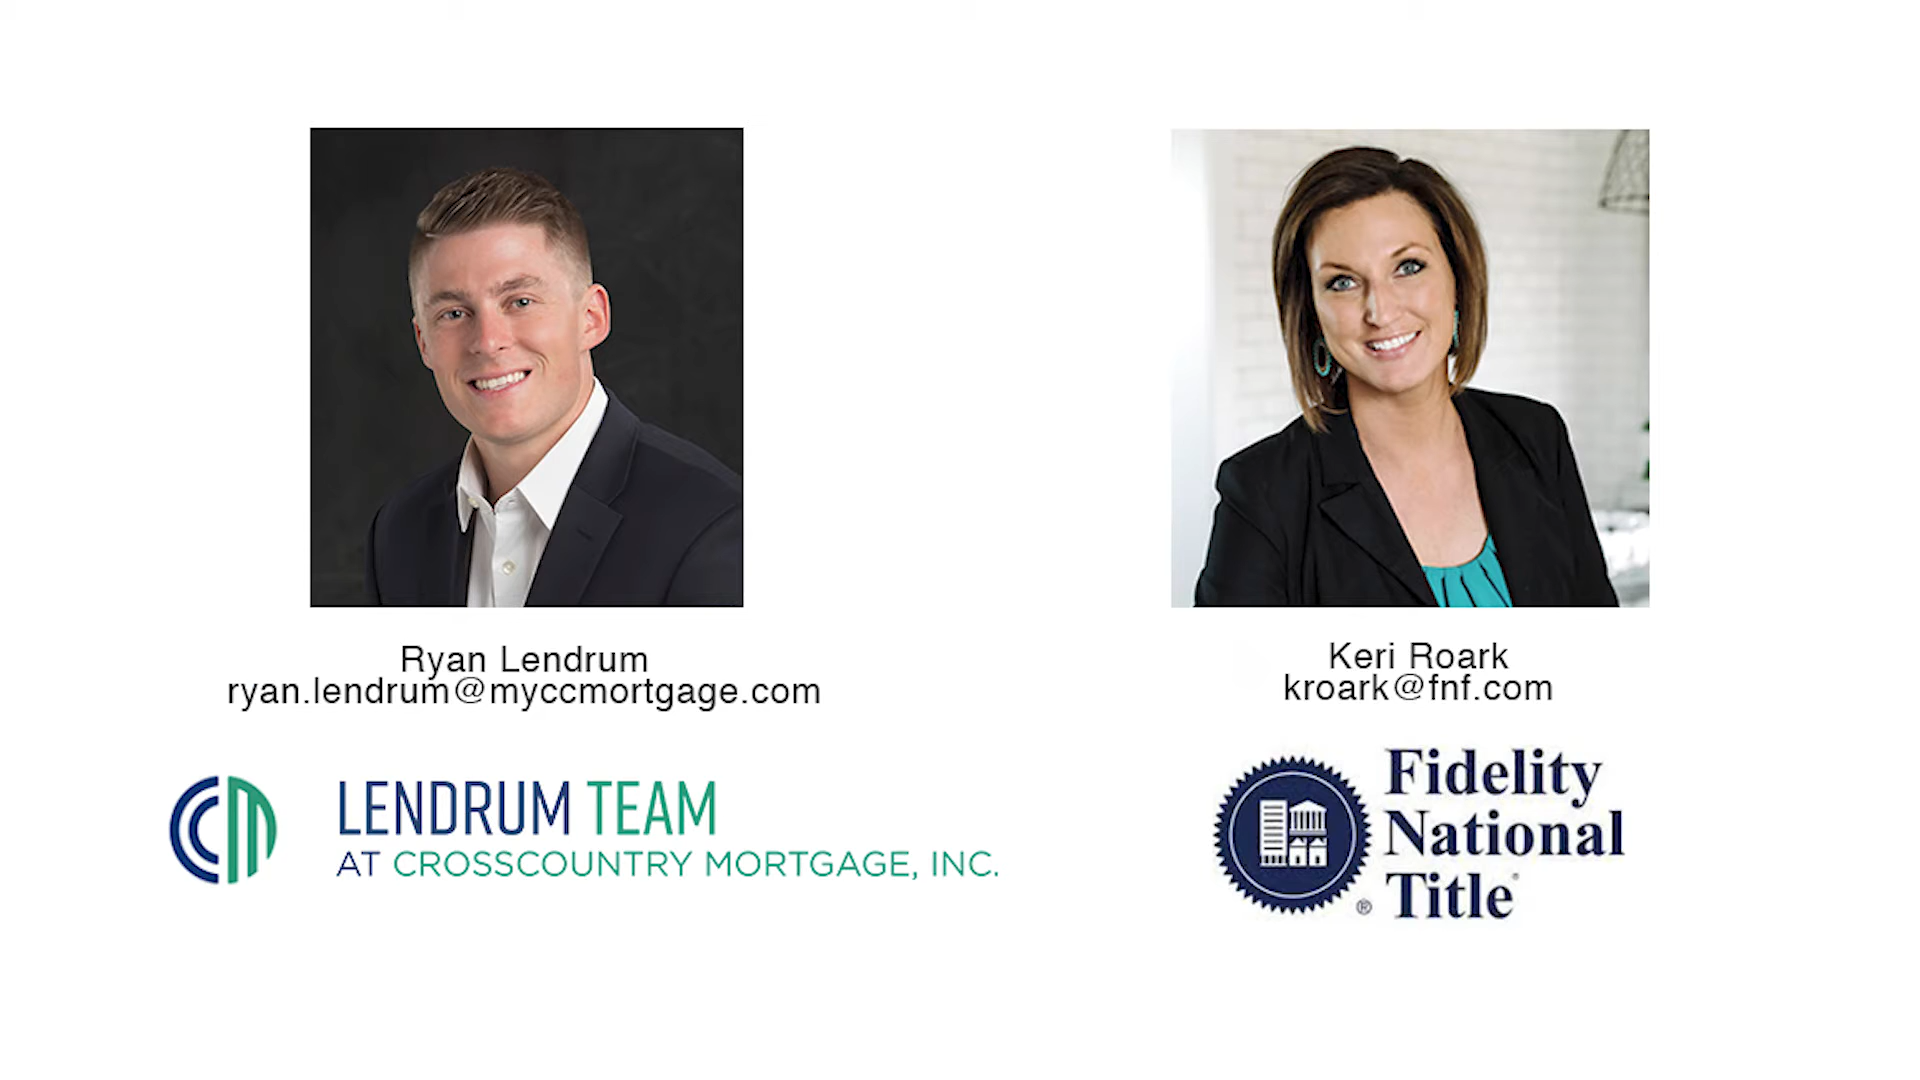 Ryan Lendrum
ryan.lendrum@myccmortgage.com
LENDRUM TEAM
AT CROSSCOUNTRY MORTGAGE, INC.
Keri Roark
kroark@fnf.com
Fidelity
National
Title
®